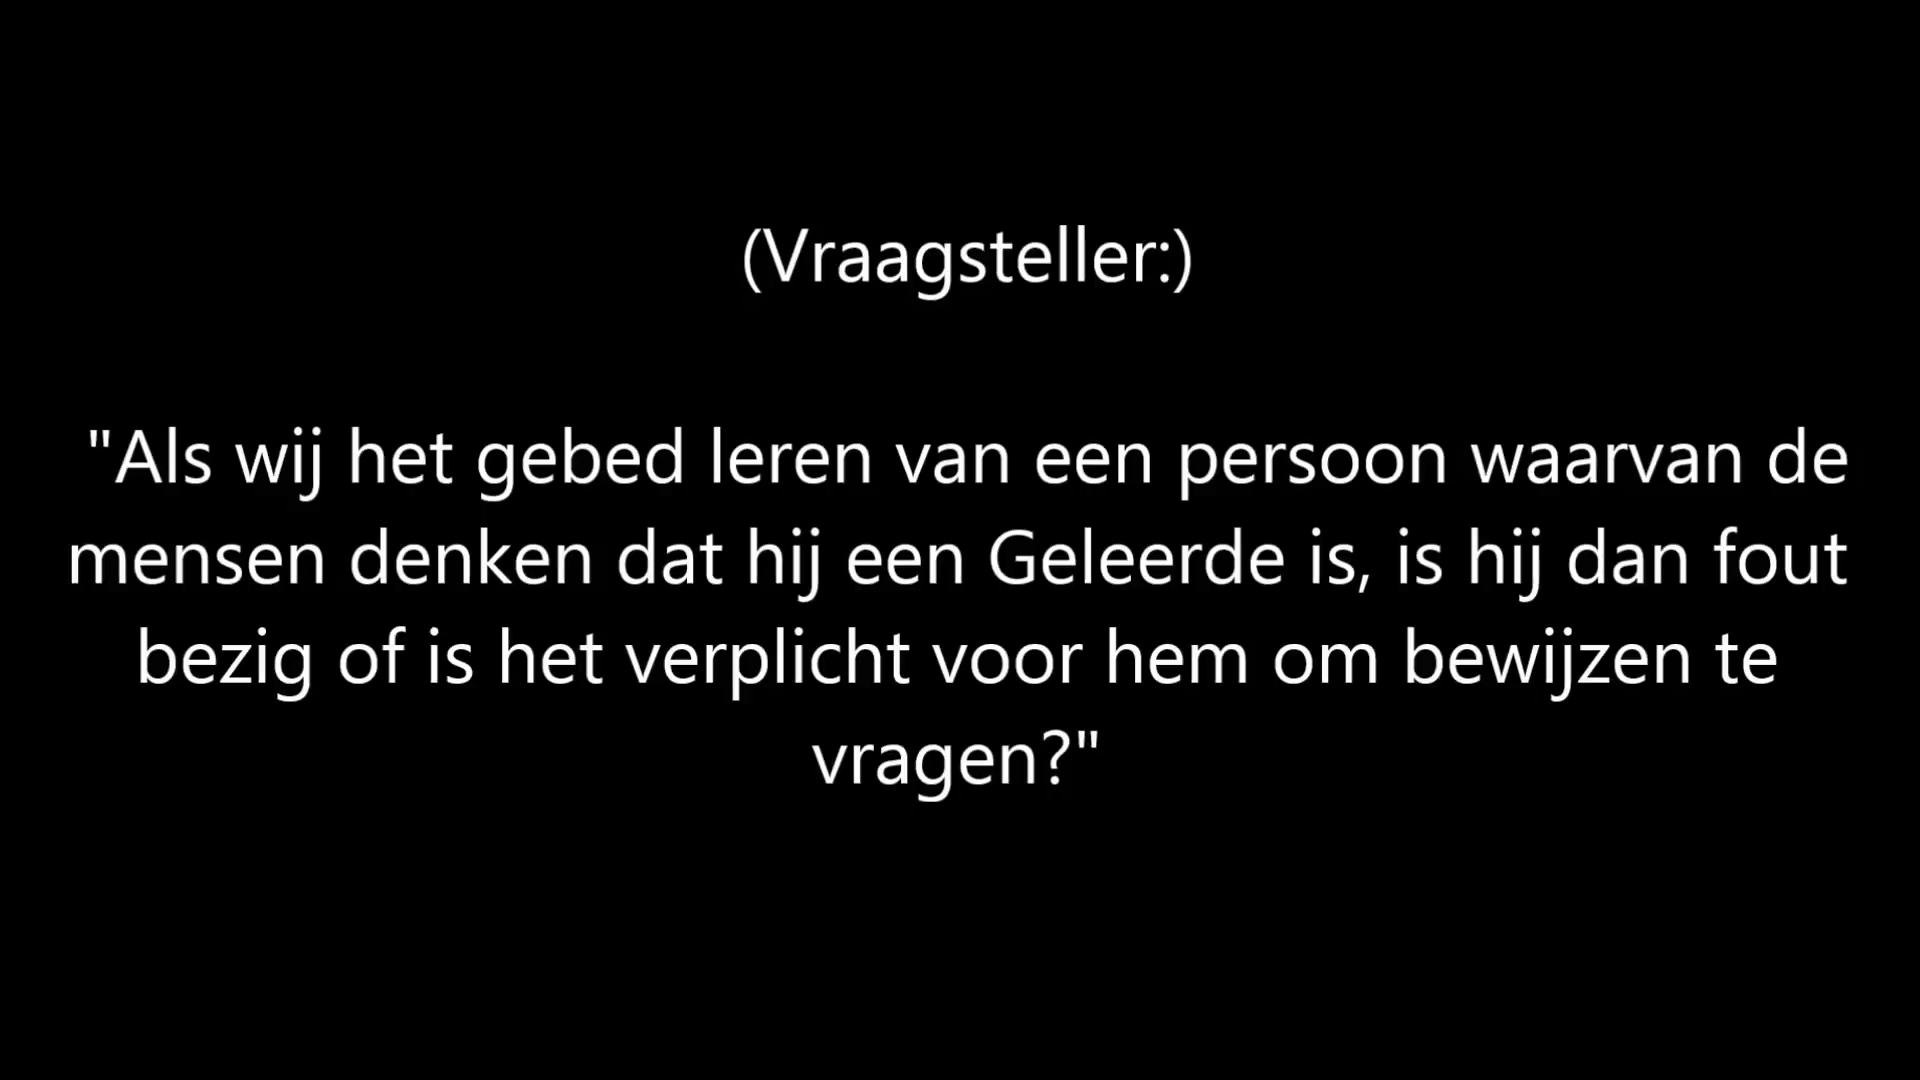 (Vraagsteller:)
"Als wij het gebed leren van een persoon waarvan de
mensen denken dat hij een Geleerde is, is hij dan fout
bezig of is het verplicht voor hem om bewijzen te
vragen?"